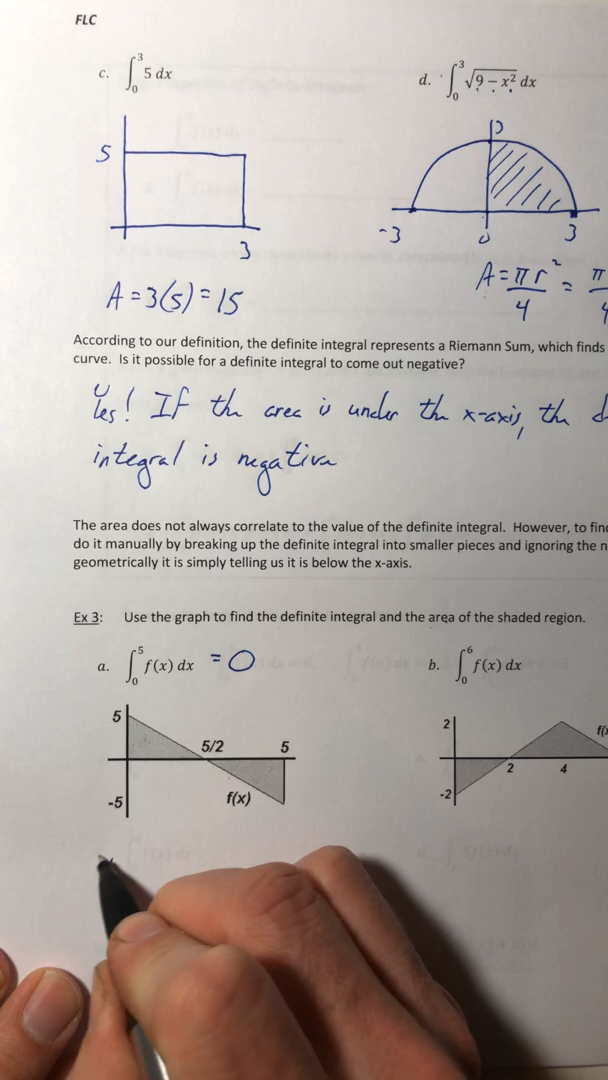 FLC
c. ∫₀³ 5 dx
d. ∫₀³ √(9 − x²) dx
5
3
-3 0 3
A = 3(5) = 15
A = πr²/4 = π/4
According to our definition, the definite integral represents a Riemann Sum, which finds
curve. Is it possible for a definite integral to come out negative?
Yes! If the area is under the x-axis, the d
integral is negative
The area does not always correlate to the value of the definite integral. However, to find
do it manually by breaking up the definite integral into smaller pieces and ignoring the n
geometrically it is simply telling us it is below the x-axis.
Ex 3: Use the graph to find the definite integral and the area of the shaded region.
a. ∫₀⁵ f(x) dx = 0
b. ∫₀⁶ f(x) dx
5
5/2 5
-5
f(x)
2
f(x
2 4
-2